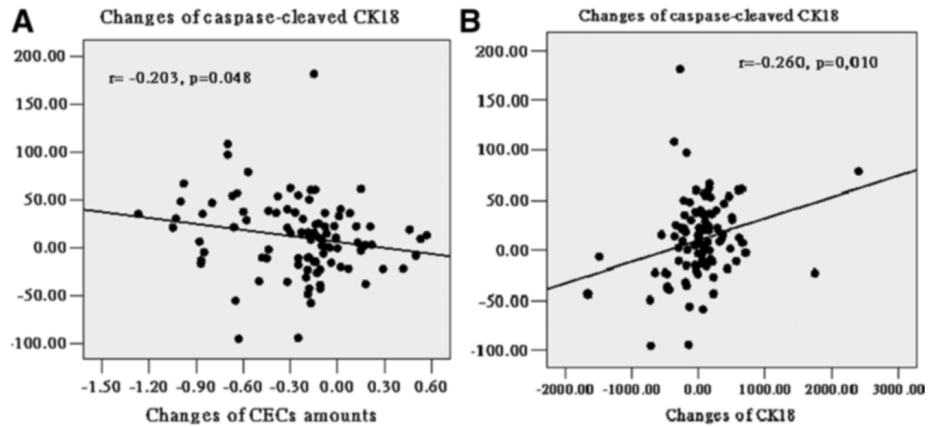 A
Changes of caspase-cleaved CK18
r= -0.203, p=0.048
200.00
150.00
100.00
50.00
0.00
-50.00
-100.00
-1.50 -1.20 -0.90 -0.60 -0.30 0.00 0.30 0.60
Changes of CECs amounts
B
Changes of caspase-cleaved CK18
r=-0.260, p=0,010
200.00
150.00
100.00
50.00
0.00
-50.00
-100.00
-2000.00 -1000.00 0.00 1000.00 2000.00 3000.00
Changes of CK18